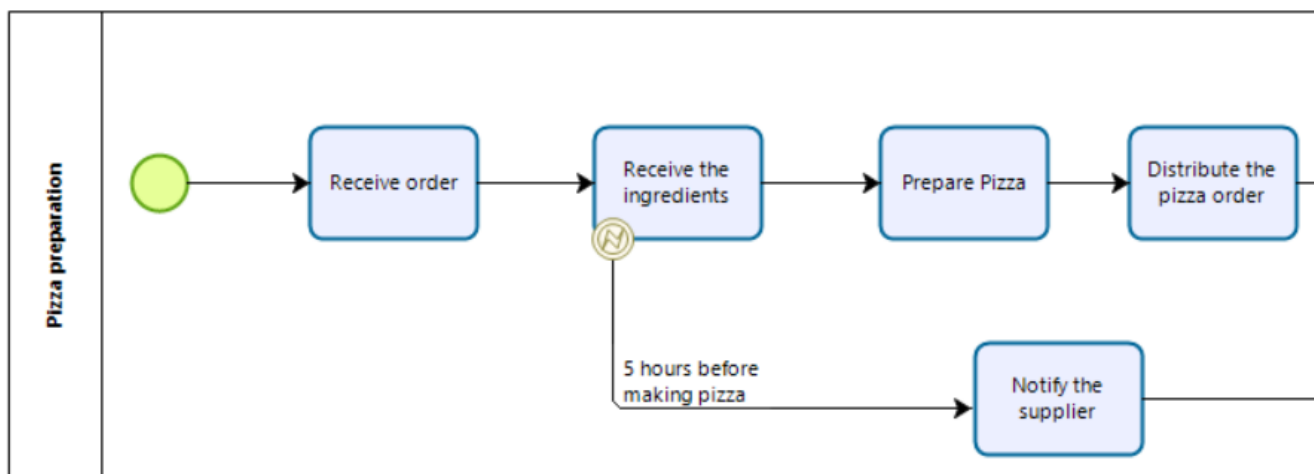 Pizza preparation
Receive order
Receive the
ingredients
Prepare Pizza
Distribute the
pizza order
5 hours before
making pizza
Notify the
supplier